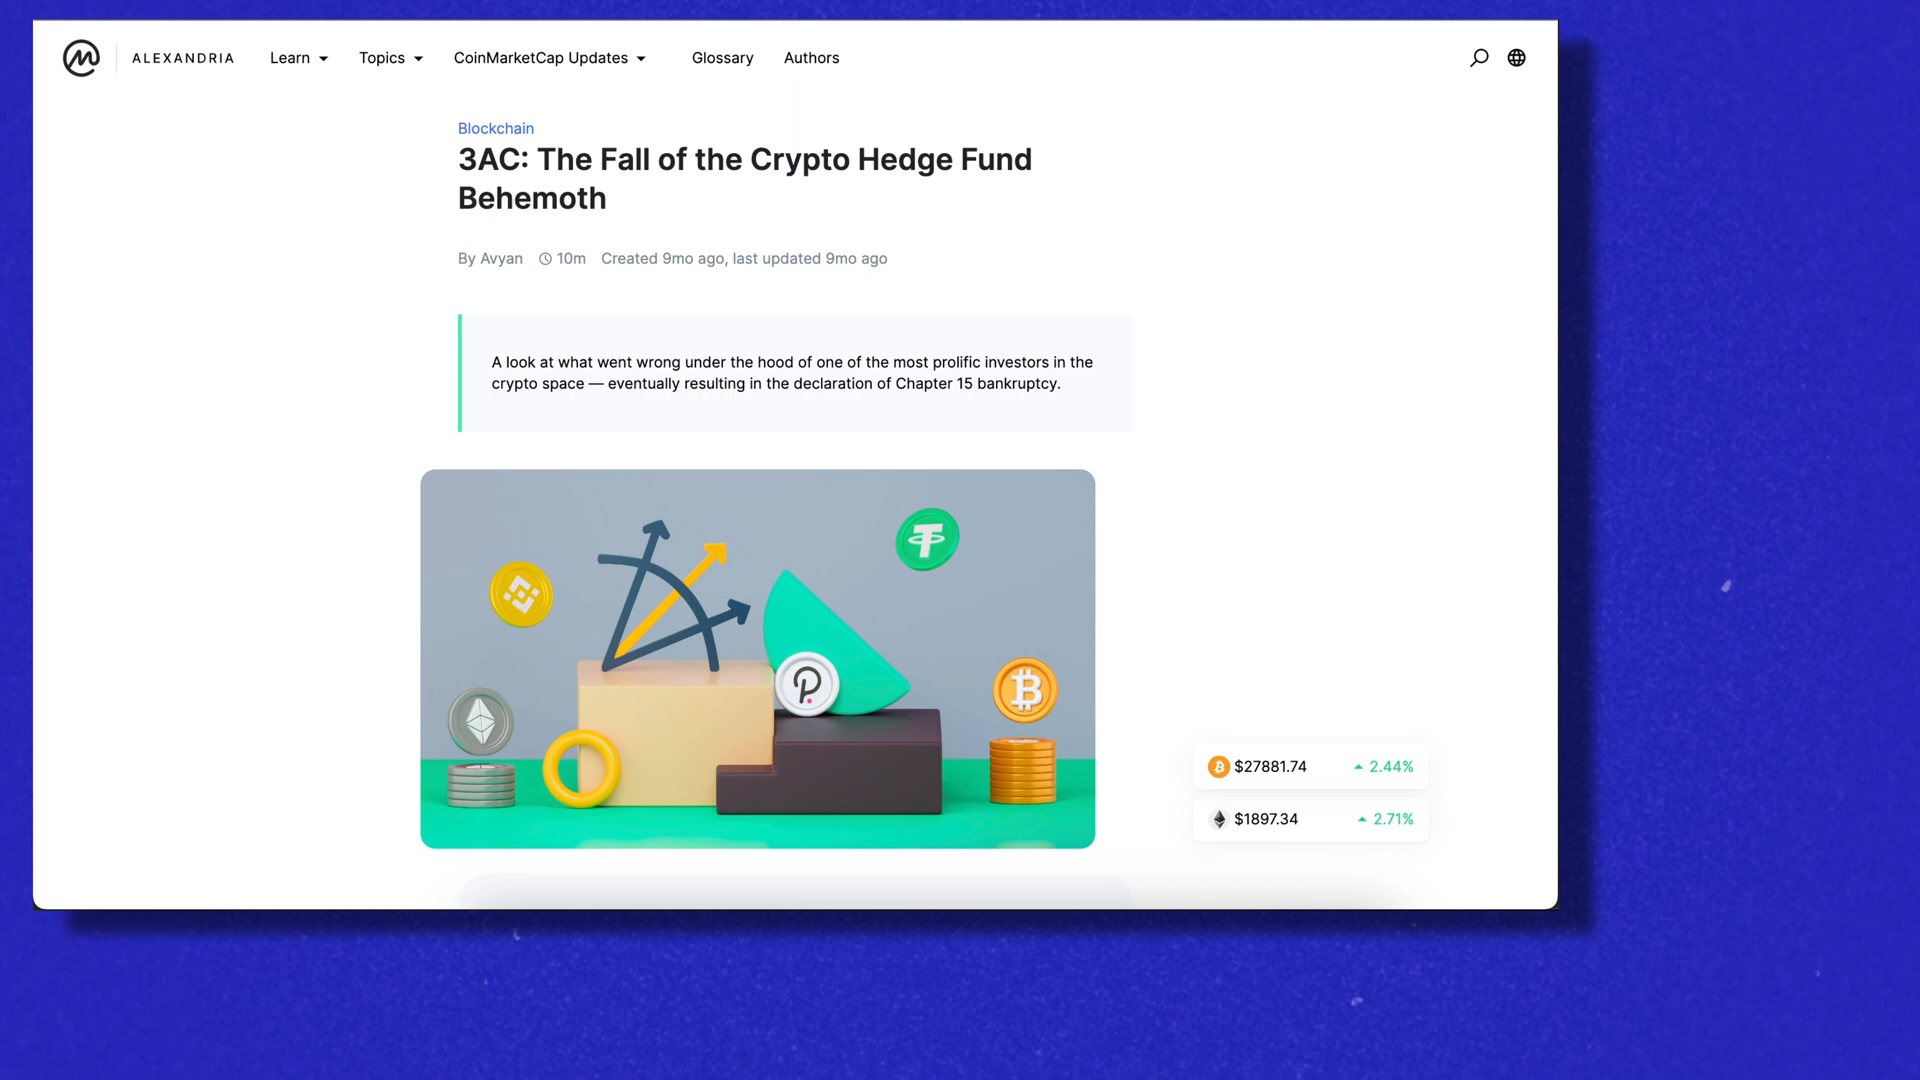 ALEXANDRIA Learn Topics CoinMarketCap Updates Glossary Authors
Blockchain
3AC: The Fall of the Crypto Hedge Fund
Behemoth
By Avyan 10m Created 9mo ago, last updated 9mo ago
A look at what went wrong under the hood of one of the most prolific investors in the
crypto space — eventually resulting in the declaration of Chapter 15 bankruptcy.
$27881.74 2.44%
$1897.34 2.71%